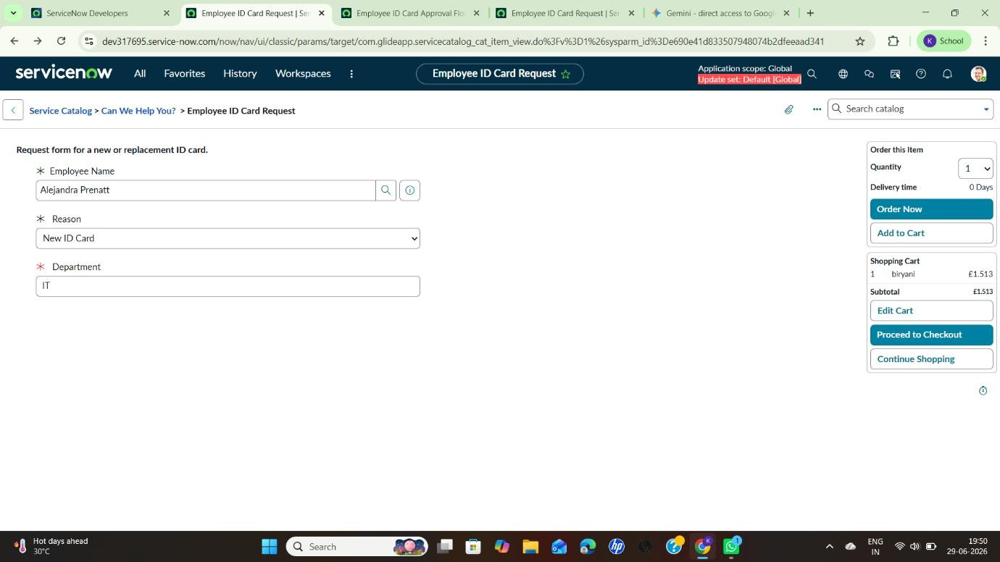 ServiceNow Developers
Employee ID Card Request | Ser
Employee ID Card Approval Flo
Employee ID Card Request | Ser
Gemini - direct access to Googl
dev317695.service-now.com/now/nav/ui/classic/params/target/com.glideapp.servicecatalog_cat_item_view.do%3Fv%3D1%26sysparm_id%3De690e41d833507948074b2dfeeaad341
K School
servicenow
All
Favorites
History
Workspaces
Employee ID Card Request
Application scope: Global
Update set: Default [Global]
Service Catalog > Can We Help You? > Employee ID Card Request
Search catalog
Request form for a new or replacement ID card.
Employee Name
Alejandra Prenatt
Reason
New ID Card
Department
IT
Order this Item
Quantity
1
Delivery time
0 Days
Order Now
Add to Cart
Shopping Cart
1 biryani £1.513
Subtotal £1.513
Edit Cart
Proceed to Checkout
Continue Shopping
Hot days ahead
30°C
Search
hp
K
1
ENG
IN
19:50
29-06-2026